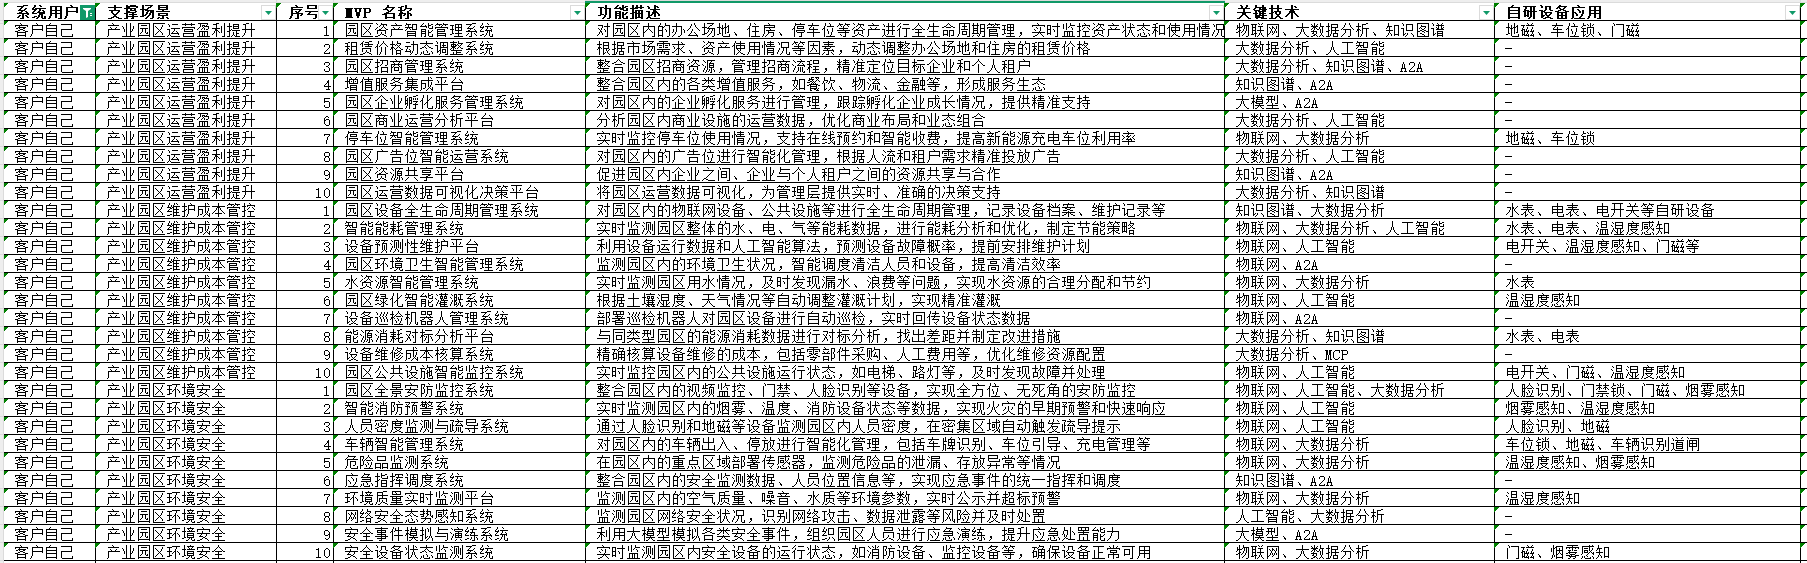 系统用户 支撑场景 序号 MVP 名称 功能描述 关键技术 自研设备应用
客户自己 产业园区运营盈利提升 1 园区资产智能管理系统 对园区内的办公场地、住房、停车位等资产进行全生命周期管理，实时监控资产状态和使用情况 物联网、大数据分析、知识图谱 地磁、车位锁、门磁
客户自己 产业园区运营盈利提升 2 租赁价格动态调整系统 根据市场需求、资产使用情况等因素，动态调整办公场地和住房的租赁价格 大数据分析、人工智能 -
客户自己 产业园区运营盈利提升 3 园区招商管理系统 整合园区招商资源，管理招商流程，精准定位目标企业和个人租户 大数据分析、知识图谱、A2A -
客户自己 产业园区运营盈利提升 4 增值服务集成平台 整合园区内的各类增值服务，如餐饮、物流、金融等，形成服务生态 知识图谱、A2A -
客户自己 产业园区运营盈利提升 5 园区企业孵化服务管理系统 对园区内的企业孵化服务进行管理，跟踪孵化企业成长情况，提供精准支持 大模型、A2A -
客户自己 产业园区运营盈利提升 6 园区商业运营分析平台 分析园区内商业设施的运营数据，优化商业布局和业态组合 大数据分析、人工智能 -
客户自己 产业园区运营盈利提升 7 停车位智能管理系统 实时监控停车位使用情况，支持在线预约和智能收费，提高新能源充电车位利用率 物联网、大数据分析 地磁、车位锁
客户自己 产业园区运营盈利提升 8 园区广告位智能运营系统 对园区内的广告位进行智能化管理，根据人流和租户需求精准投放广告 大数据分析、人工智能 -
客户自己 产业园区运营盈利提升 9 园区资源共享平台 促进园区内企业之间、企业与个人租户之间的资源共享与合作 知识图谱、A2A -
客户自己 产业园区运营盈利提升 10 园区运营数据可视化决策平台 将园区运营数据可视化，为管理层提供实时、准确的决策支持 大数据分析、知识图谱 -
客户自己 产业园区维护成本管控 1 园区设备全生命周期管理系统 对园区内的物联网设备、公共设施等进行全生命周期管理，记录设备档案、维护记录等 知识图谱、大数据分析 水表、电表、电开关等自研设备
客户自己 产业园区维护成本管控 2 智能能耗管理系统 实时监测园区整体的水、电、气等能耗数据，进行能耗分析和优化，制定节能策略 物联网、大数据分析、人工智能 水表、电表、温湿度感知
客户自己 产业园区维护成本管控 3 设备预测性维护平台 利用设备运行数据和人工智能算法，预测设备故障概率，提前安排维护计划 物联网、人工智能 电开关、温湿度感知、门磁等
客户自己 产业园区维护成本管控 4 园区环境卫生智能管理系统 监测园区内的环境卫生状况，智能调度清洁人员和设备，提高清洁效率 物联网、A2A -
客户自己 产业园区维护成本管控 5 水资源智能管理系统 实时监测园区用水情况，及时发现漏水、浪费等问题，实现水资源的合理分配和节约 物联网、大数据分析 水表
客户自己 产业园区维护成本管控 6 园区绿化智能灌溉系统 根据土壤湿度、天气情况等自动调整灌溉计划，实现精准灌溉 物联网、人工智能 温湿度感知
客户自己 产业园区维护成本管控 7 设备巡检机器人管理系统 部署巡检机器人对园区设备进行自动巡检，实时回传设备状态数据 物联网、A2A -
客户自己 产业园区维护成本管控 8 能源消耗对标分析平台 与同类型园区的能源消耗数据进行对标分析，找出差距并制定改进措施 大数据分析、知识图谱 水表、电表
客户自己 产业园区维护成本管控 9 设备维修成本核算系统 精确核算设备维修的成本，包括零部件采购、人工费用等，优化维修资源配置 大数据分析、MCP -
客户自己 产业园区维护成本管控 10 园区公共设施智能监控系统 实时监控园区内的公共设施运行状态，如电梯、路灯等，及时发现故障并处理 物联网、人工智能 电开关、门磁、温湿度感知
客户自己 产业园区环境安全 1 园区全景安防监控系统 整合园区内的视频监控、门禁、人脸识别等设备，实现全方位、无死角的安防监控 物联网、人工智能、大数据分析 人脸识别、门禁锁、门磁、烟雾感知
客户自己 产业园区环境安全 2 智能消防预警系统 实时监测园区内的烟雾、温度、消防设备状态等数据，实现火灾的早期预警和快速响应 物联网、人工智能 烟雾感知、温湿度感知
客户自己 产业园区环境安全 3 人员密度监测与疏导系统 通过人脸识别和地磁等设备监测园区内人员密度，在密集区域自动触发疏导提示 物联网、人工智能 人脸识别、地磁
客户自己 产业园区环境安全 4 车辆智能管理系统 对园区内的车辆出入、停放进行智能化管理，包括车牌识别、车位引导、充电管理等 物联网、大数据分析 车位锁、地磁、车辆识别道闸
客户自己 产业园区环境安全 5 危险品监测系统 在园区内的重点区域部署传感器，监测危险品的泄漏、存放异常等情况 物联网、大数据分析 温湿度感知、烟雾感知
客户自己 产业园区环境安全 6 应急指挥调度系统 整合园区内的安全监测数据、人员位置信息等，实现应急事件的统一指挥和调度 知识图谱、A2A -
客户自己 产业园区环境安全 7 环境质量实时监测平台 监测园区内的空气质量、噪音、水质等环境参数，实时公示并超标预警 物联网、大数据分析 温湿度感知
客户自己 产业园区环境安全 8 网络安全态势感知系统 监测园区网络安全状况，识别网络攻击、数据泄露等风险并及时处置 人工智能、大数据分析 -
客户自己 产业园区环境安全 9 安全事件模拟与演练系统 利用大模型模拟各类安全事件，组织园区人员进行应急演练，提升应急处置能力 大模型、A2A -
客户自己 产业园区环境安全 10 安全设备状态监测系统 实时监测园区内安全设备的运行状态，如消防设备、监控设备等，确保设备正常可用 物联网、大数据分析 门磁、烟雾感知